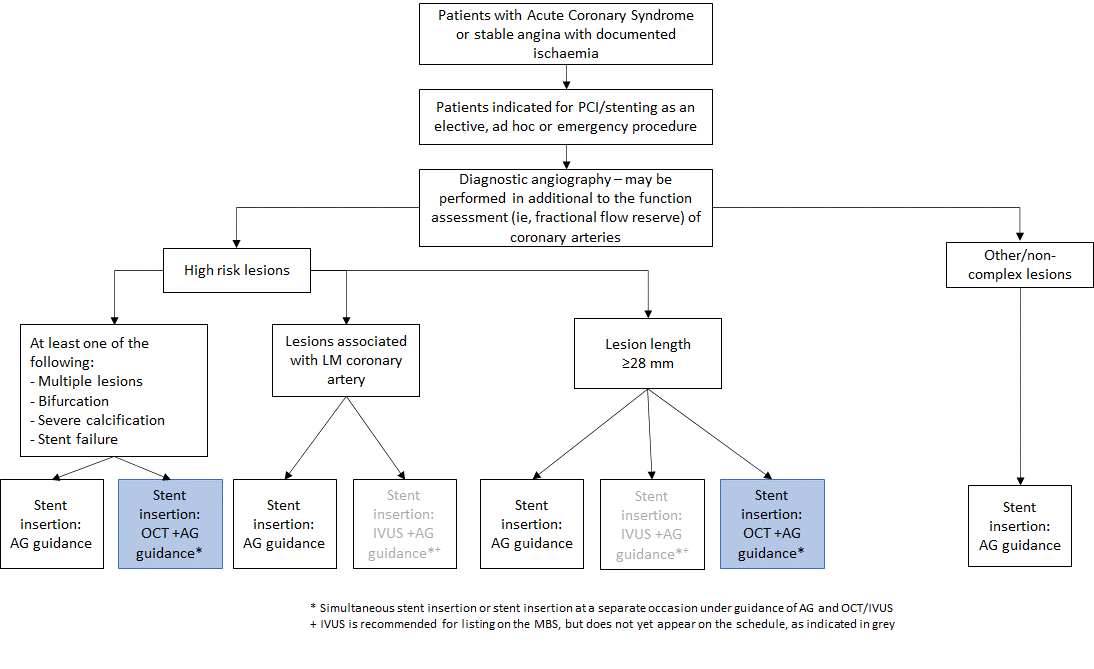 Patients with Acute Coronary Syndrome
or stable angina with documented
ischaemia
Patients indicated for PCI/stenting as an
elective, ad hoc or emergency procedure
Diagnostic angiography – may be
performed in additional to the function
assessment (ie, fractional flow reserve) of
coronary arteries
High risk lesions
Other/non-
complex lesions
At least one of the
following:
- Multiple lesions
- Bifurcation
- Severe calcification
- Stent failure
Lesions associated
with LM coronary
artery
Lesion length
≥28 mm
Stent
insertion:
AG guidance
Stent
insertion:
OCT +AG
guidance*
Stent
insertion:
AG guidance
Stent
insertion:
IVUS +AG
guidance*⁺
Stent
insertion:
AG guidance
Stent
insertion:
IVUS +AG
guidance*⁺
Stent
insertion:
OCT +AG
guidance*
Stent
insertion:
AG guidance
* Simultaneous stent insertion or stent insertion at a separate occasion under guidance of AG and OCT/IVUS
+ IVUS is recommended for listing on the MBS, but does not yet appear on the schedule, as indicated in grey